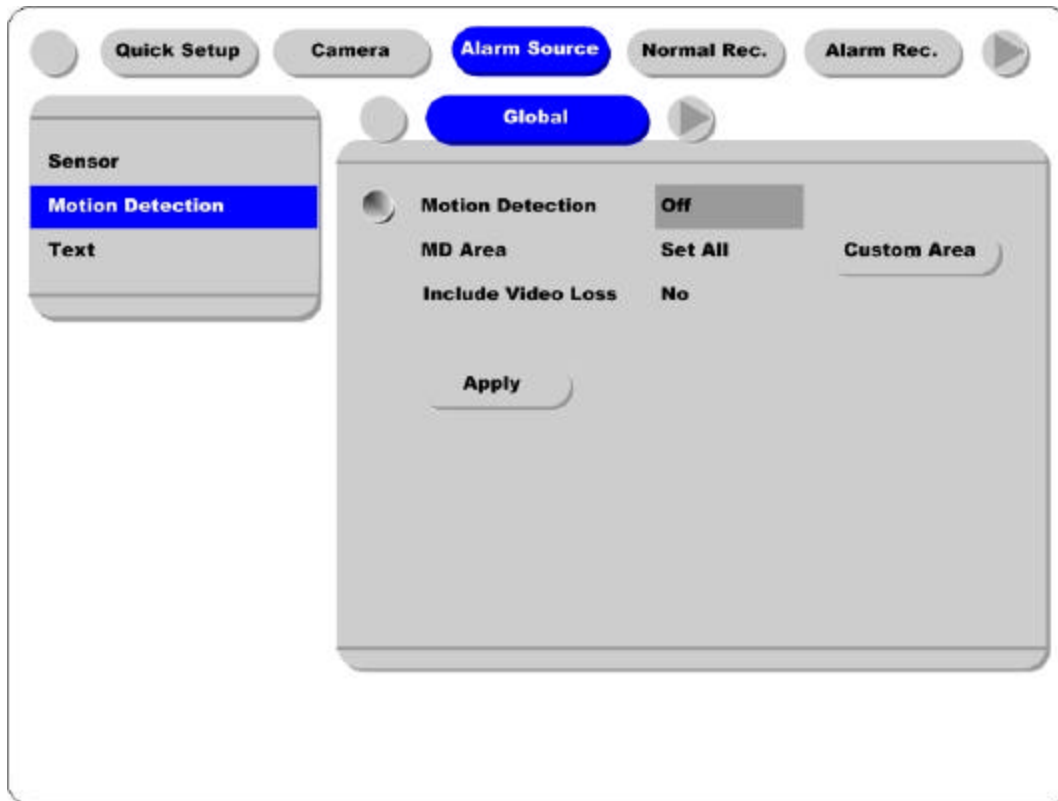 Quick Setup Camera Alarm Source Normal Rec. Alarm Rec.
Global
Sensor
Motion Detection
Text
Motion Detection Off
MD Area Set All Custom Area
Include Video Loss No
Apply